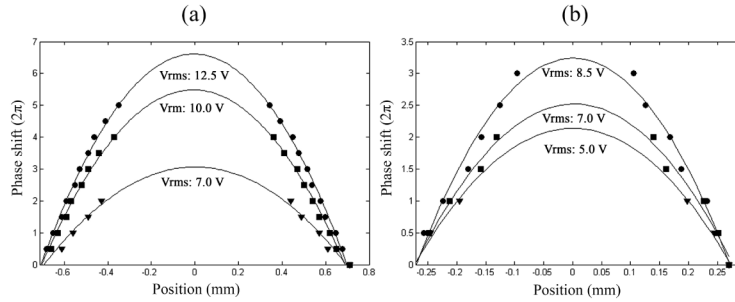 (a)
(b)
Phase shift (2π)
7
6
5
4
3
2
1
0
Vrms: 12.5 V
Vrm: 10.0 V
Vrms: 7.0 V
-0.6 -0.4 -0.2 0 0.2 0.4 0.6 0.8
Position (mm)
Phase shift (2π)
3.5
3
2.5
2
1.5
1
0.5
0
Vrms: 8.5 V
Vrms: 7.0 V
Vrms: 5.0 V
-0.25 -0.2 -0.15 -0.1 -0.05 0 0.05 0.1 0.15 0.2 0.25
Position (mm)